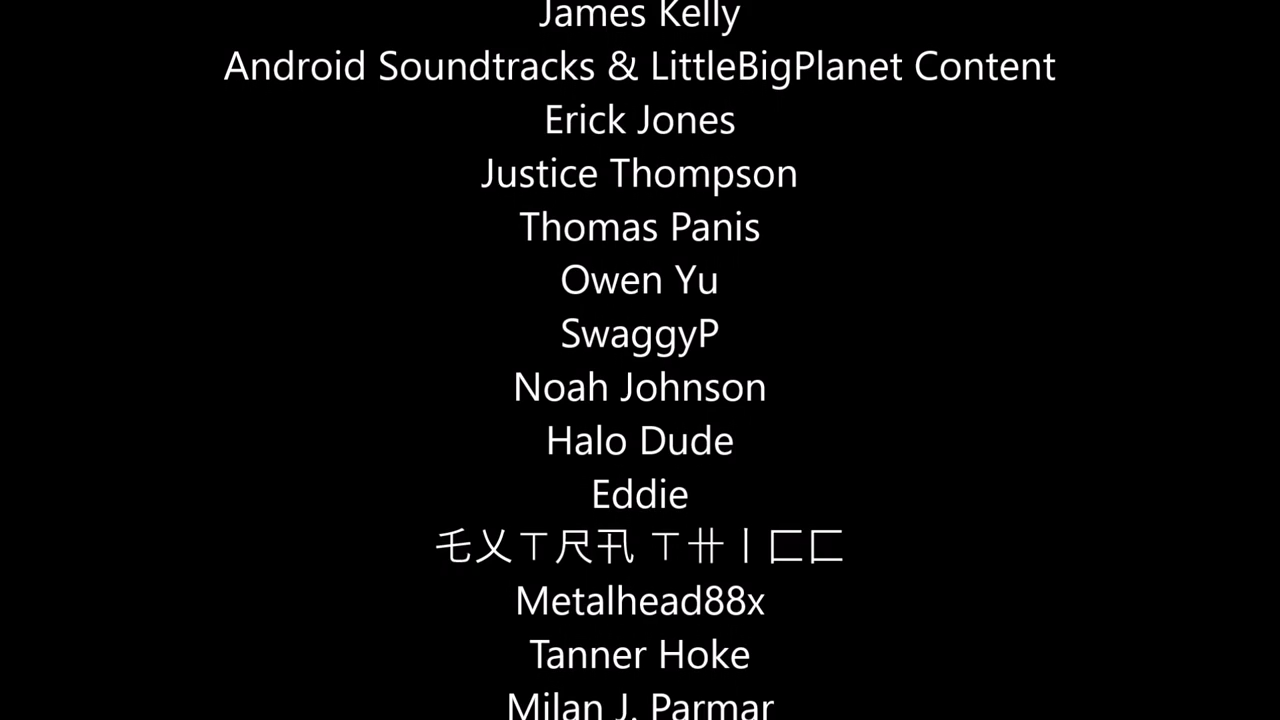 James Kelly
Android Soundtracks & LittleBigPlanet Content
Erick Jones
Justice Thompson
Thomas Panis
Owen Yu
SwaggyP
Noah Johnson
Halo Dude
Eddie
乇乂ㄒ尺卂 ㄒ卄丨匚匚
Metalhead88x
Tanner Hoke
Milan J. Parmar